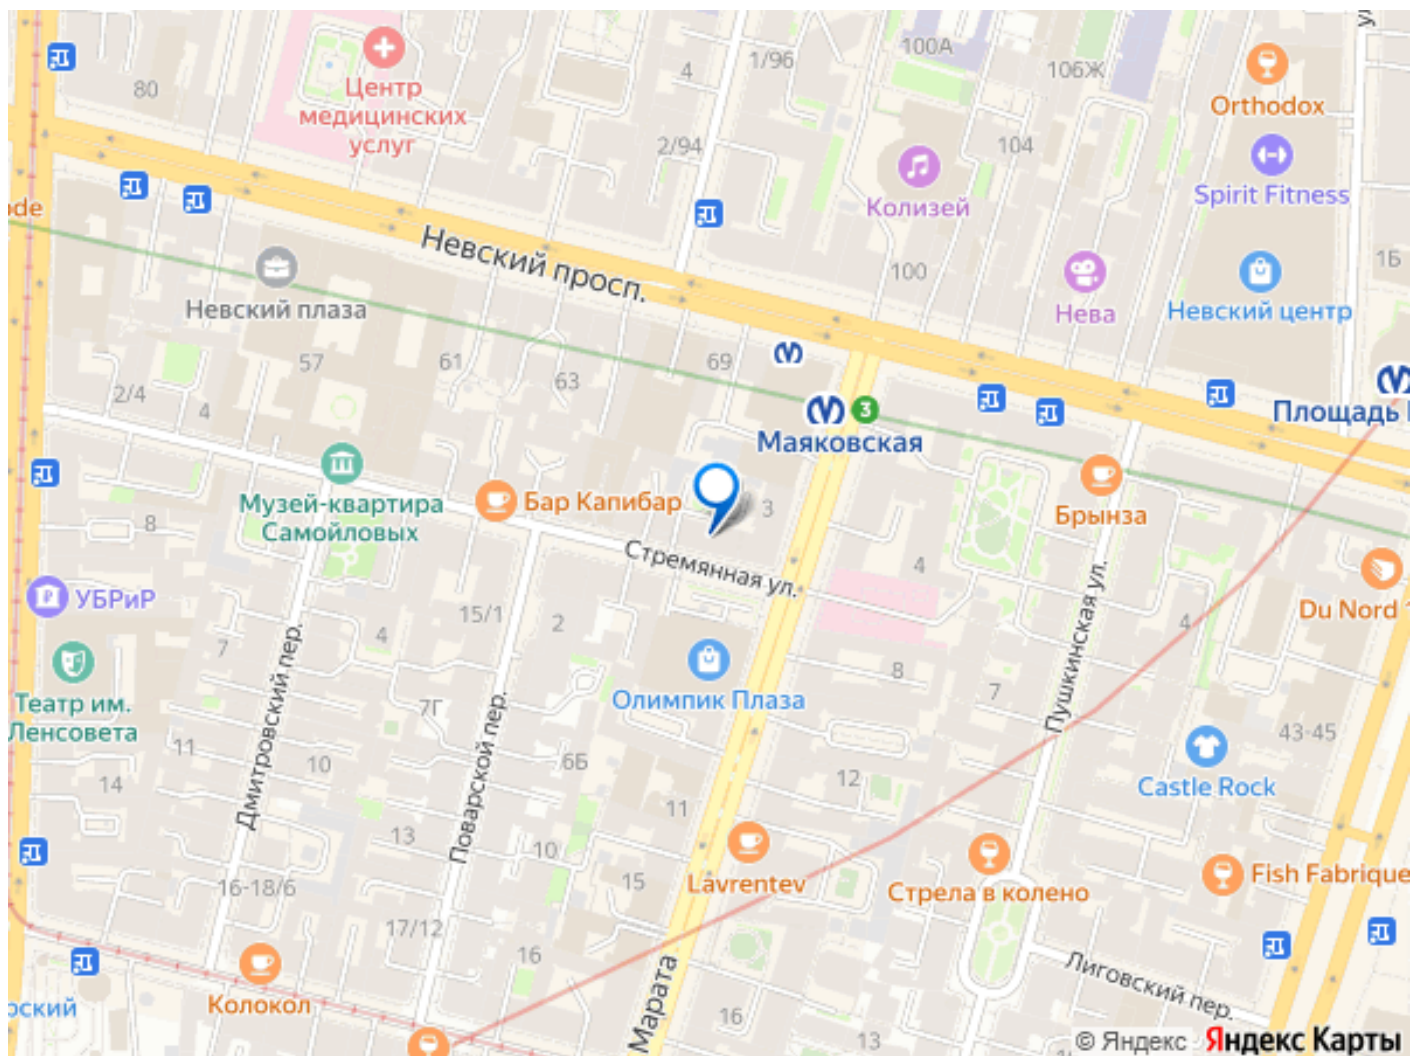 100А
1/96
4
106Ж
80
Центр
медицинских
услуг
Orthodox
2/94
104
Spirit Fitness
Колизей
ode
Невский просп.
1Б
100
Невский плаза
Нева
Невский центр
57
61
63
69
2/4
4
Площадь
3
Маяковская
Музей-квартира
Самойловых
Бар Капибар
3
Брынза
8
Стремянная ул.
4
УБРиР
15/1
2
Пушкинская ул.
Du Nord
7
4
4
Дмитровский пер.
8
7
Театр им.
Ленсовета
Олимпик Плаза
7Г
Поварской пер.
11
10
6Б
14
12
43-45
Castle Rock
11
13
10
Lavrentev
15
Стрела в колено
Fish Fabrique
16-18/6
17/12
16
Марата
Лиговский пер.
Колокол
рский
16
13
11
© Яндекс Яндекс Карты